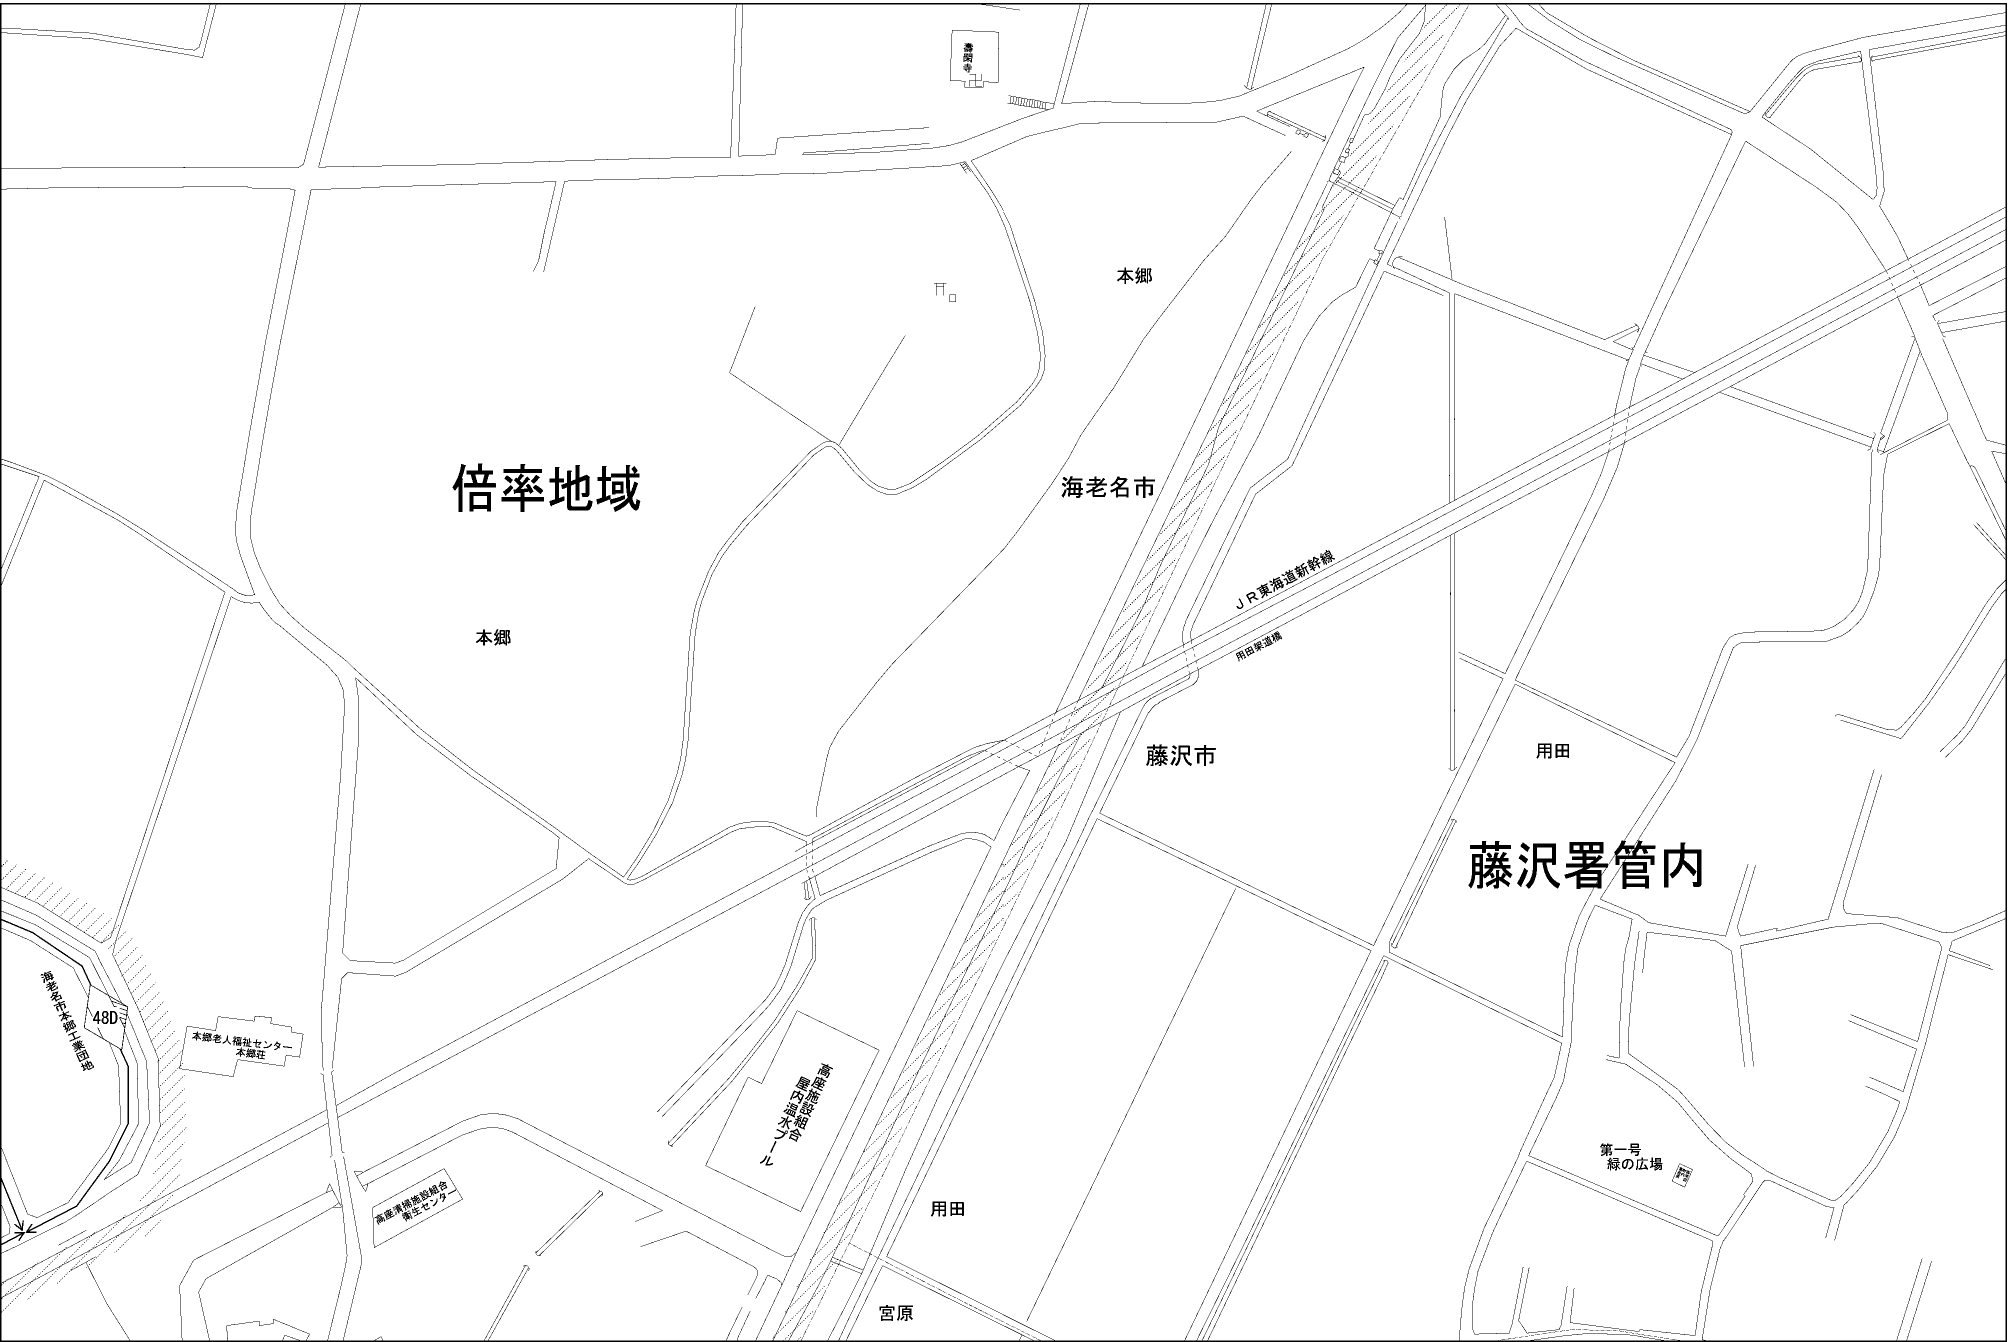 壽閑寺
本郷
倍率地域
海老名市
ＪＲ東海道新幹線
用田架道橋
本郷
藤沢市
用田
藤沢署管内
海老名市本郷工業団地
48D
本郷老人福祉センター
本郷荘
高座施設組合
屋内温水プール
第一号
緑の広場
高座清掃施設組合
衛生センター
用田
宮原